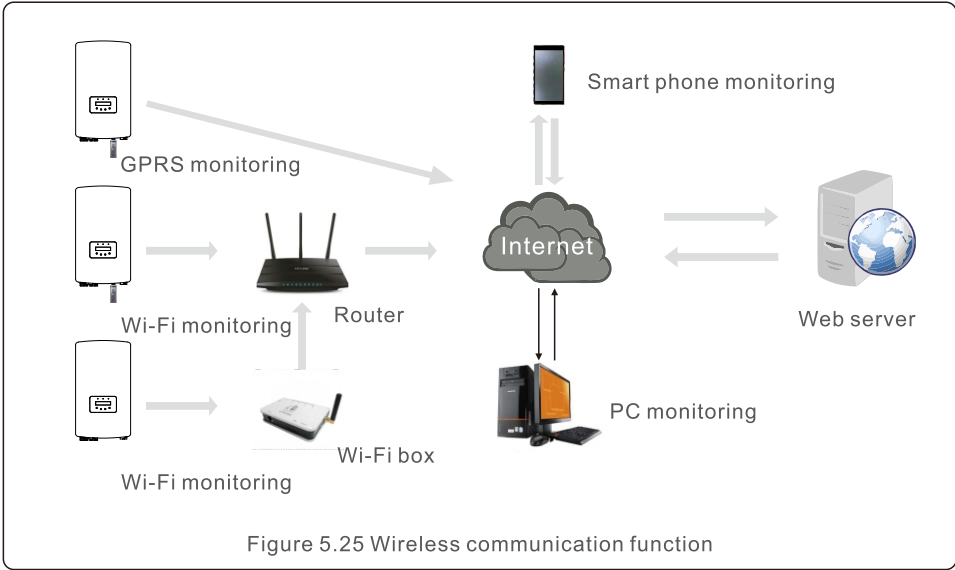 Smart phone monitoring
GPRS monitoring
Internet
Router
Wi-Fi monitoring
Web server
PC monitoring
Wi-Fi box
Wi-Fi monitoring
Figure 5.25 Wireless communication function